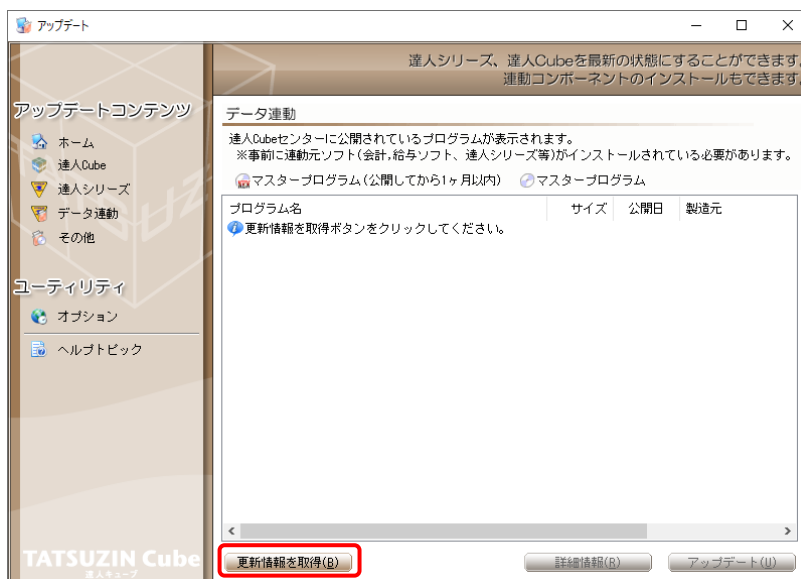 アップデート
達人シリーズ、達人Cubeを最新の状態にすることができます。
連動コンポーネントのインストールもできます。
アップデートコンテンツ
ホーム
達人Cube
達人シリーズ
データ連動
その他
ユーティリティ
オプション
ヘルプトピック
TATSUZIN Cube
達人キューブ
データ連動
達人Cubeセンターに公開されているプログラムが表示されます。
※事前に連動元ソフト(会計,給与ソフト、達人シリーズ等)がインストールされている必要があります。
マスタープログラム(公開してから1ヶ月以内) マスタープログラム
プログラム名 サイズ 公開日 製造元
更新情報を取得ボタンをクリックしてください。
更新情報を取得(B) 詳細情報(R) アップデート(U)